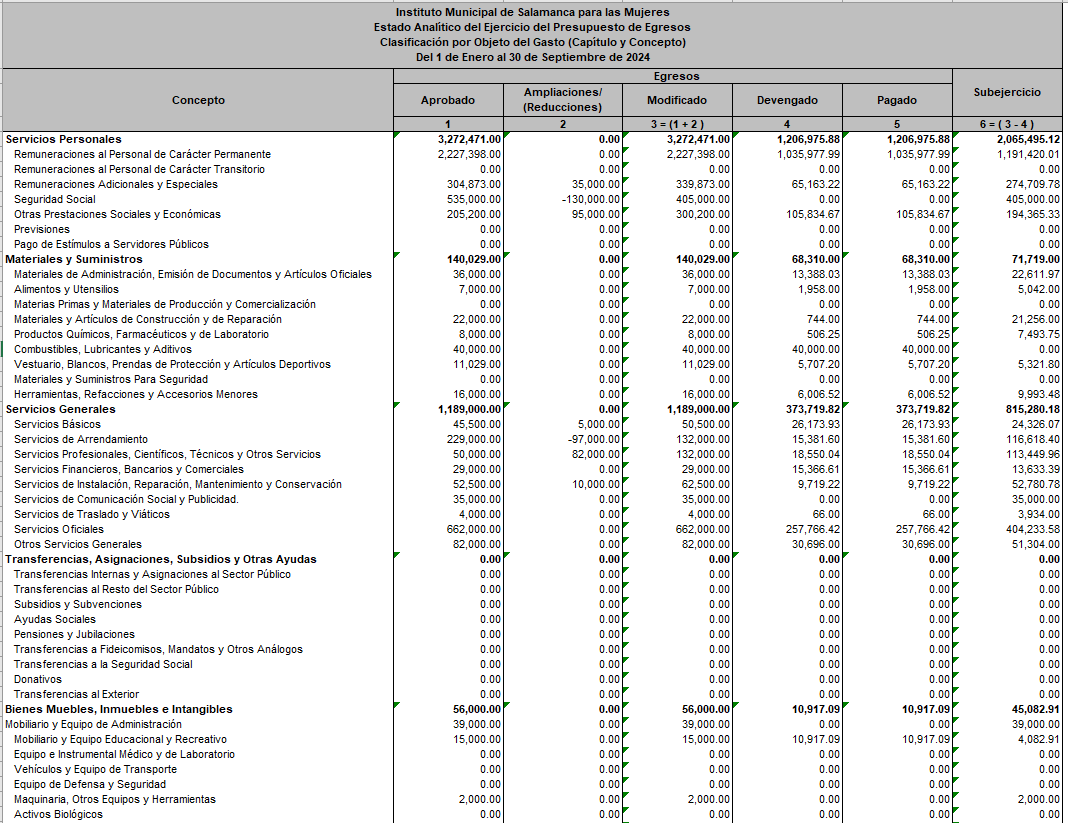 Instituto Municipal de Salamanca para las Mujeres
Estado Analítico del Ejercicio del Presupuesto de Egresos
Clasificación por Objeto del Gasto (Capítulo y Concepto)
Del 1 de Enero al 30 de Septiembre de 2024
Egresos
Concepto Aprobado Ampliaciones/ (Reducciones) Modificado Devengado Pagado Subejercicio
1 2 3 = (1 + 2 ) 4 5 6 = ( 3 - 4 )
Servicios Personales 3,272,471.00 0.00 3,272,471.00 1,206,975.88 1,206,975.88 2,065,495.12
Remuneraciones al Personal de Carácter Permanente 2,227,398.00 0.00 2,227,398.00 1,035,977.99 1,035,977.99 1,191,420.01
Remuneraciones al Personal de Carácter Transitorio 0.00 0.00 0.00 0.00 0.00 0.00
Remuneraciones Adicionales y Especiales 304,873.00 35,000.00 339,873.00 65,163.22 65,163.22 274,709.78
Seguridad Social 535,000.00 -130,000.00 405,000.00 0.00 0.00 405,000.00
Otras Prestaciones Sociales y Económicas 205,200.00 95,000.00 300,200.00 105,834.67 105,834.67 194,365.33
Previsiones 0.00 0.00 0.00 0.00 0.00 0.00
Pago de Estímulos a Servidores Públicos 0.00 0.00 0.00 0.00 0.00 0.00
Materiales y Suministros 140,029.00 0.00 140,029.00 68,310.00 68,310.00 71,719.00
Materiales de Administración, Emisión de Documentos y Artículos Oficiales 36,000.00 0.00 36,000.00 13,388.03 13,388.03 22,611.97
Alimentos y Utensilios 7,000.00 0.00 7,000.00 1,958.00 1,958.00 5,042.00
Materias Primas y Materiales de Producción y Comercialización 0.00 0.00 0.00 0.00 0.00 0.00
Materiales y Artículos de Construcción y de Reparación 22,000.00 0.00 22,000.00 744.00 744.00 21,256.00
Productos Químicos, Farmacéuticos y de Laboratorio 8,000.00 0.00 8,000.00 506.25 506.25 7,493.75
Combustibles, Lubricantes y Aditivos 40,000.00 0.00 40,000.00 40,000.00 40,000.00 0.00
Vestuario, Blancos, Prendas de Protección y Artículos Deportivos 11,029.00 0.00 11,029.00 5,707.20 5,707.20 5,321.80
Materiales y Suministros Para Seguridad 0.00 0.00 0.00 0.00 0.00 0.00
Herramientas, Refacciones y Accesorios Menores 16,000.00 0.00 16,000.00 6,006.52 6,006.52 9,993.48
Servicios Generales 1,189,000.00 0.00 1,189,000.00 373,719.82 373,719.82 815,280.18
Servicios Básicos 45,500.00 5,000.00 50,500.00 26,173.93 26,173.93 24,326.07
Servicios de Arrendamiento 229,000.00 -97,000.00 132,000.00 15,381.60 15,381.60 116,618.40
Servicios Profesionales, Científicos, Técnicos y Otros Servicios 50,000.00 82,000.00 132,000.00 18,550.04 18,550.04 113,449.96
Servicios Financieros, Bancarios y Comerciales 29,000.00 0.00 29,000.00 15,366.61 15,366.61 13,633.39
Servicios de Instalación, Reparación, Mantenimiento y Conservación 52,500.00 10,000.00 62,500.00 9,719.22 9,719.22 52,780.78
Servicios de Comunicación Social y Publicidad. 35,000.00 0.00 35,000.00 0.00 0.00 35,000.00
Servicios de Traslado y Viáticos 4,000.00 0.00 4,000.00 66.00 66.00 3,934.00
Servicios Oficiales 662,000.00 0.00 662,000.00 257,766.42 257,766.42 404,233.58
Otros Servicios Generales 82,000.00 0.00 82,000.00 30,696.00 30,696.00 51,304.00
Transferencias, Asignaciones, Subsidios y Otras Ayudas 0.00 0.00 0.00 0.00 0.00 0.00
Transferencias Internas y Asignaciones al Sector Público 0.00 0.00 0.00 0.00 0.00 0.00
Transferencias al Resto del Sector Público 0.00 0.00 0.00 0.00 0.00 0.00
Subsidios y Subvenciones 0.00 0.00 0.00 0.00 0.00 0.00
Ayudas Sociales 0.00 0.00 0.00 0.00 0.00 0.00
Pensiones y Jubilaciones 0.00 0.00 0.00 0.00 0.00 0.00
Transferencias a Fideicomisos, Mandatos y Otros Análogos 0.00 0.00 0.00 0.00 0.00 0.00
Transferencias a la Seguridad Social 0.00 0.00 0.00 0.00 0.00 0.00
Donativos 0.00 0.00 0.00 0.00 0.00 0.00
Transferencias al Exterior 0.00 0.00 0.00 0.00 0.00 0.00
Bienes Muebles, Inmuebles e Intangibles 56,000.00 0.00 56,000.00 10,917.09 10,917.09 45,082.91
Mobiliario y Equipo de Administración 39,000.00 0.00 39,000.00 0.00 0.00 39,000.00
Mobiliario y Equipo Educacional y Recreativo 15,000.00 0.00 15,000.00 10,917.09 10,917.09 4,082.91
Equipo e Instrumental Médico y de Laboratorio 0.00 0.00 0.00 0.00 0.00 0.00
Vehículos y Equipo de Transporte 0.00 0.00 0.00 0.00 0.00 0.00
Equipo de Defensa y Seguridad 0.00 0.00 0.00 0.00 0.00 0.00
Maquinaria, Otros Equipos y Herramientas 2,000.00 0.00 2,000.00 0.00 0.00 2,000.00
Activos Biológicos 0.00 0.00 0.00 0.00 0.00 0.00